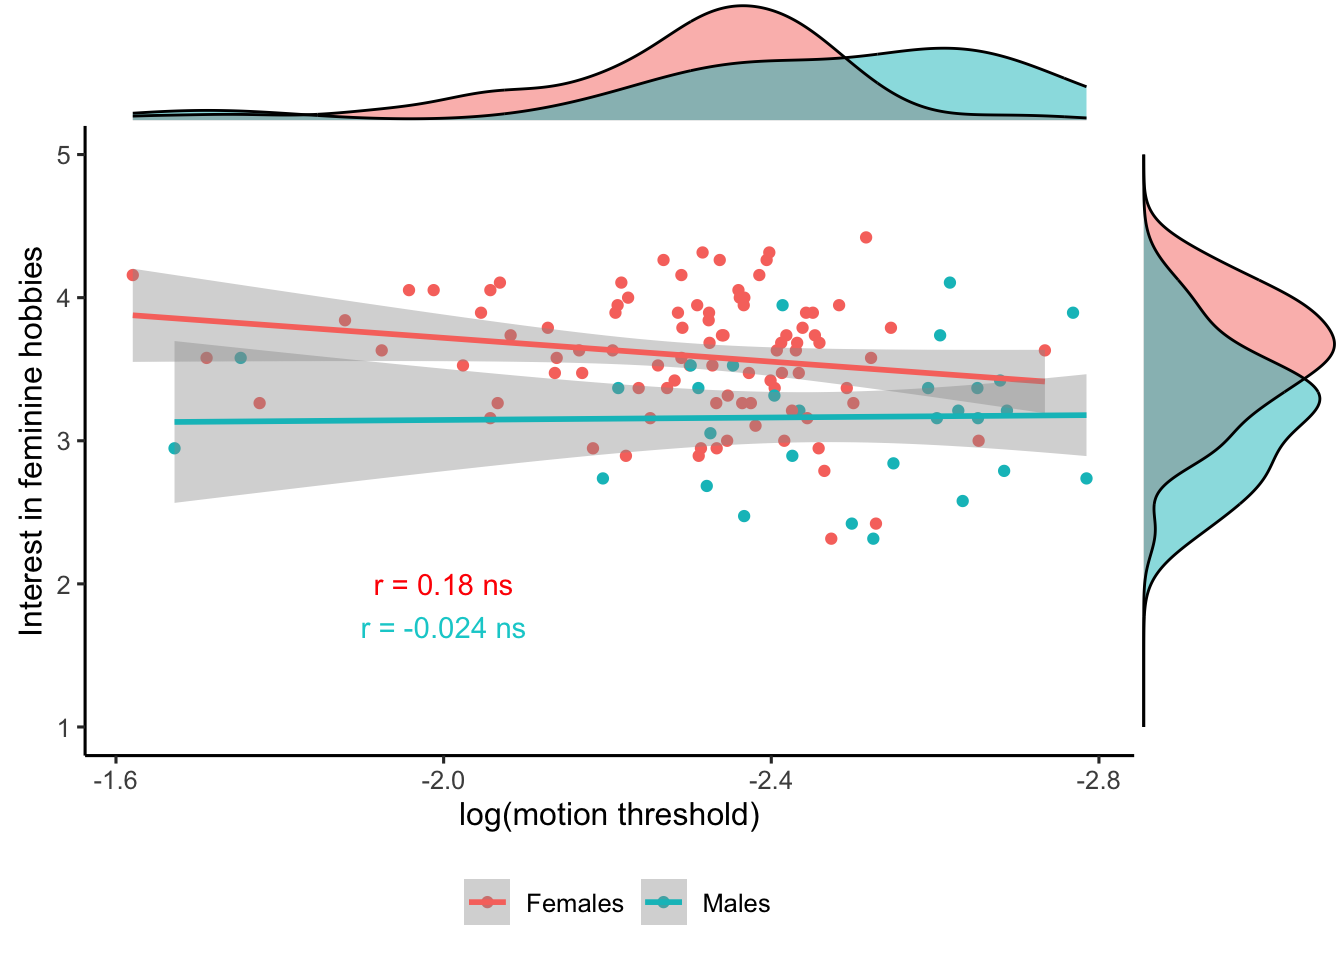 5
4
3
2
1
Interest in feminine hobbies
r = 0.18 ns
r = -0.024 ns
-1.6 -2.0 -2.4 -2.8
log(motion threshold)
Females Males